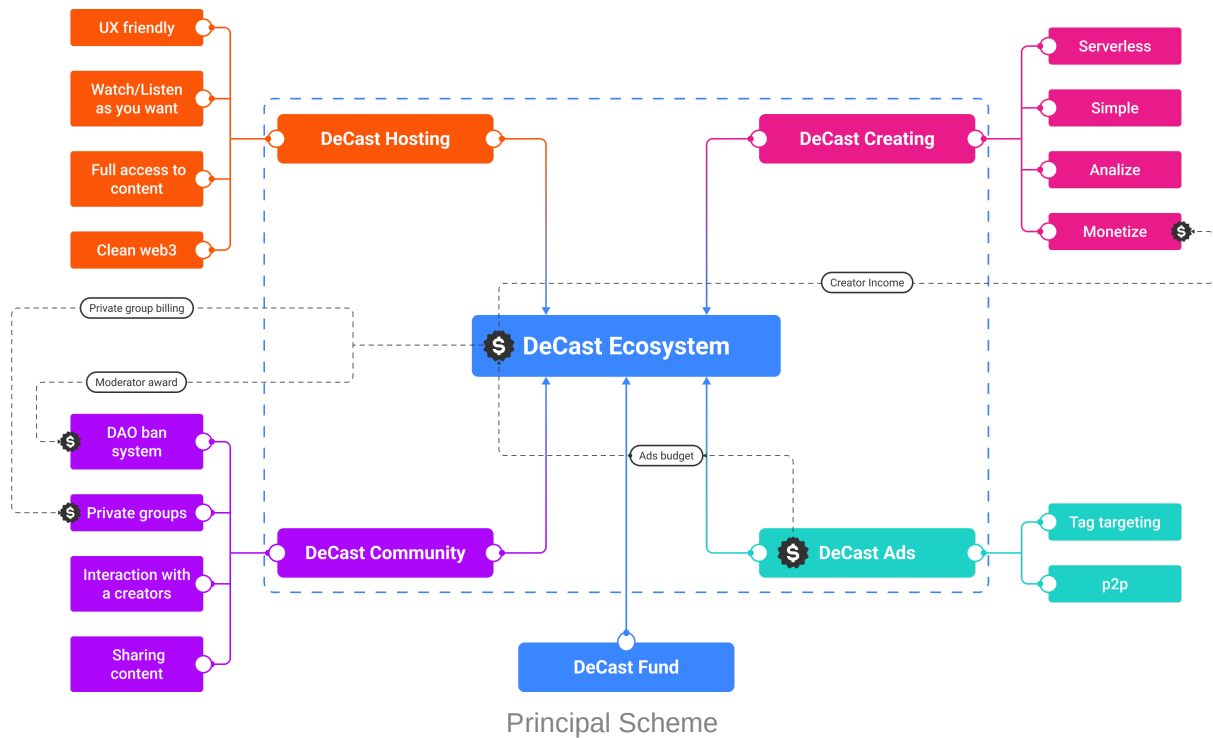 UX friendly
Watch/Listen
as you want
Full access to
content
Clean web3
DeCast Hosting
DeCast Creating
Serverless
Simple
Analize
Monetize
$
Creator Income
Private group billing
$ DeCast Ecosystem
Moderator award
$
DAO ban
system
$ Private groups
Interaction with
a creators
Sharing
content
DeCast Community
Ads budget
$ DeCast Ads
Tag targeting
p2p
DeCast Fund
Principal Scheme